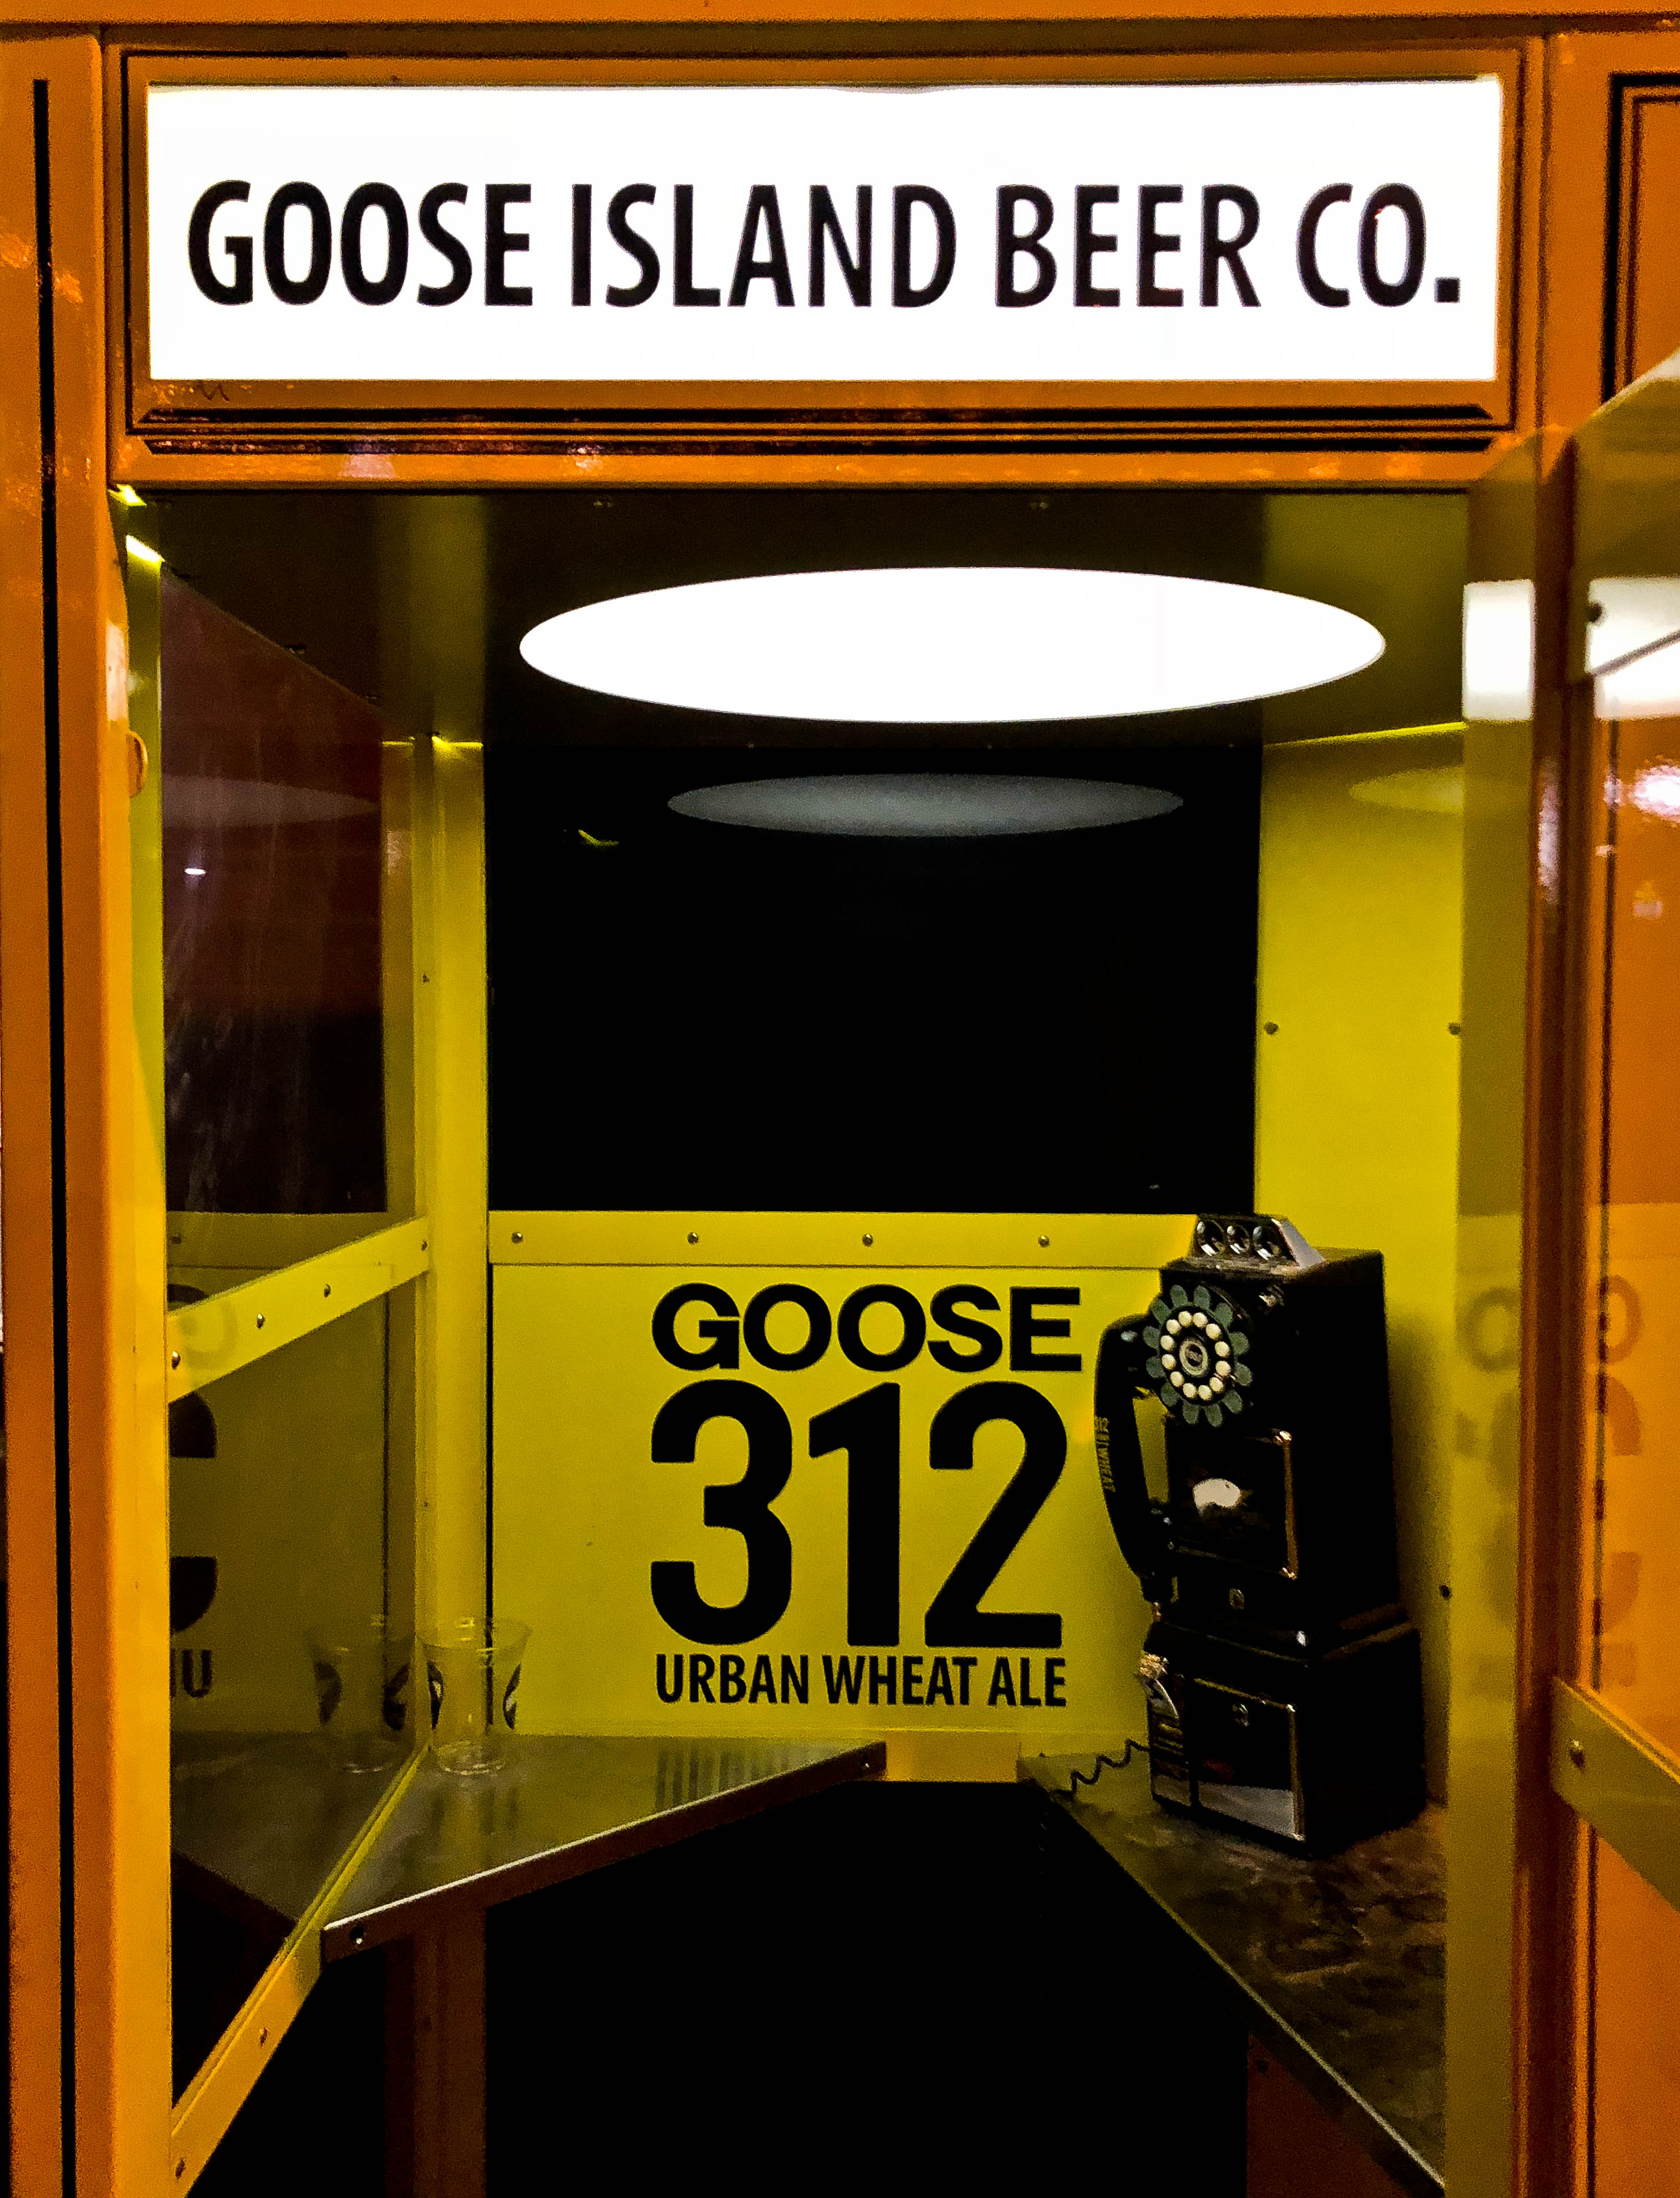 GOOSE ISLAND BEER CO.
GOOSE
312
URBAN WHEAT ALE